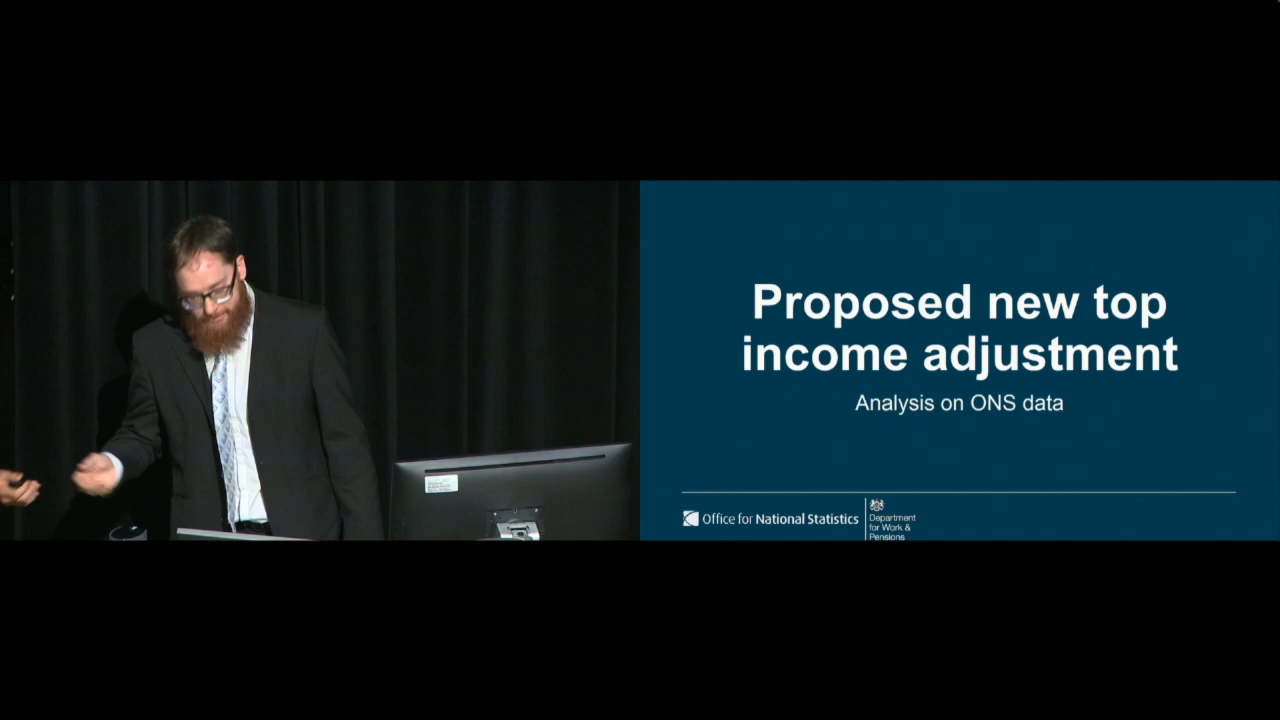 Proposed new top
income adjustment
Analysis on ONS data
Office for National Statistics
Department
for Work &
Pensions